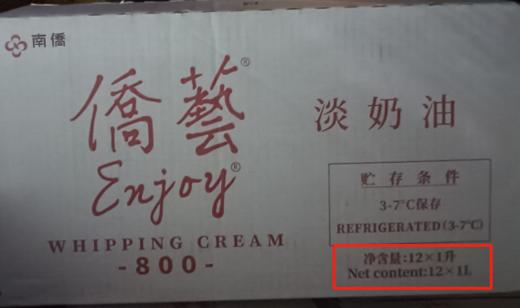 南僑
僑藝®
Enjoy®
WHIPPING CREAM
-800-
淡奶油
贮存条件
3-7°C保存
REFRIGERATED(3-7°C)
净含量:12×1升
Net content:12×1L